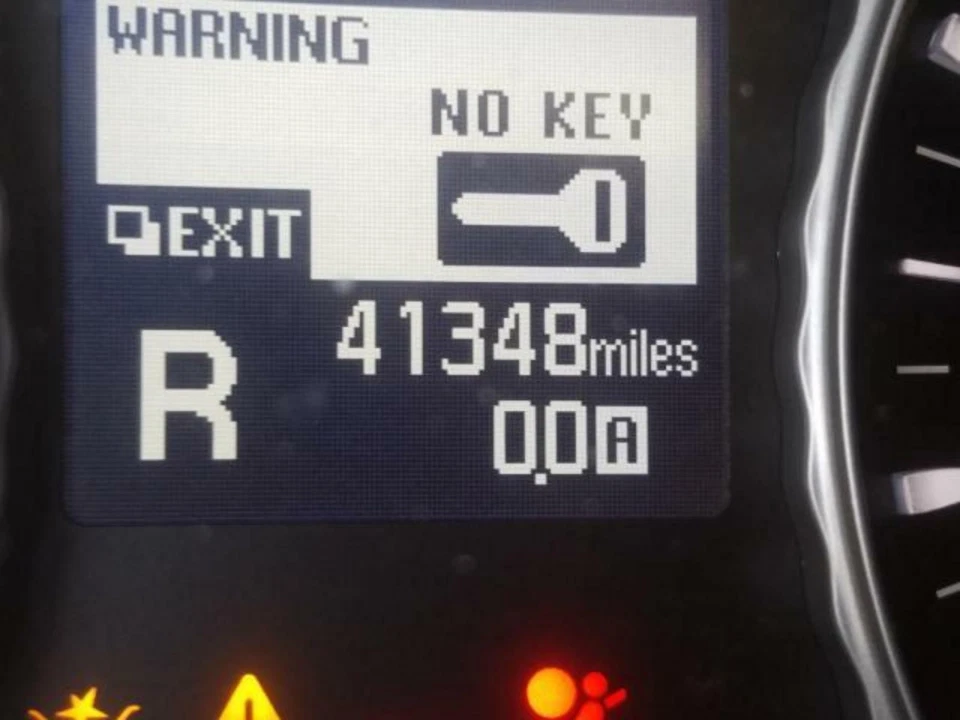 WARNING
NO KEY
EXIT
41348miles
R
0.0A